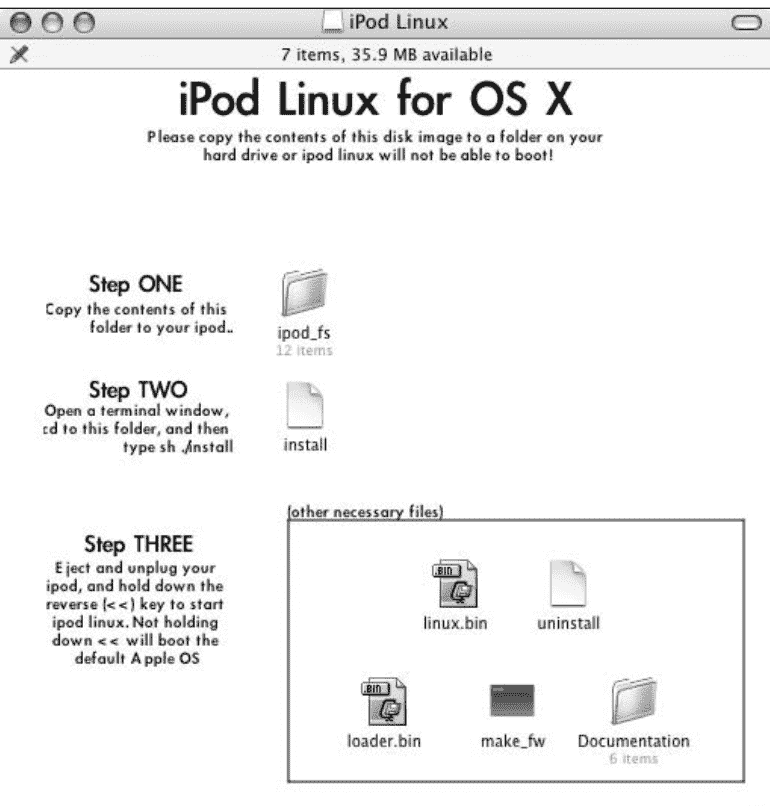 iPod Linux
7 items, 35.9 MB available
iPod Linux for OS X
Please copy the contents of this disk image to a folder on your
hard drive or ipod linux will not be able to boot!
Step ONE
Copy the contents of this
folder to your ipod..
ipod_fs
12 items
Step TWO
Open a terminal window,
cd to this folder, and then
type sh ./install
install
(other necessary files)
Step THREE
Eject and unplug your
ipod, and hold down the
reverse (<<) key to start
ipod linux. Not holding
down << will boot the
default Apple OS
.BIN
linux.bin
uninstall
.BIN
loader.bin
make_fw
Documentation
6 items